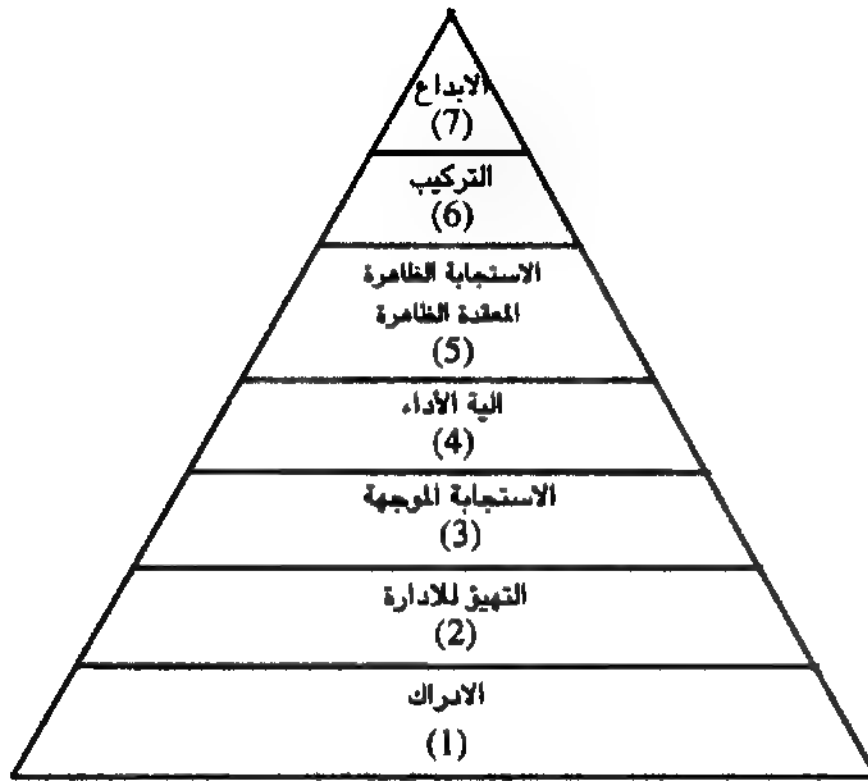 الابداع
(7)
التركيب
(6)
الاستجابة الظاهرة
المعقدة الظاهرة
(5)
الية الأداء
(4)
الاستجابة الموجهة
(3)
التهيؤ للادارة
(2)
الادراك
(1)